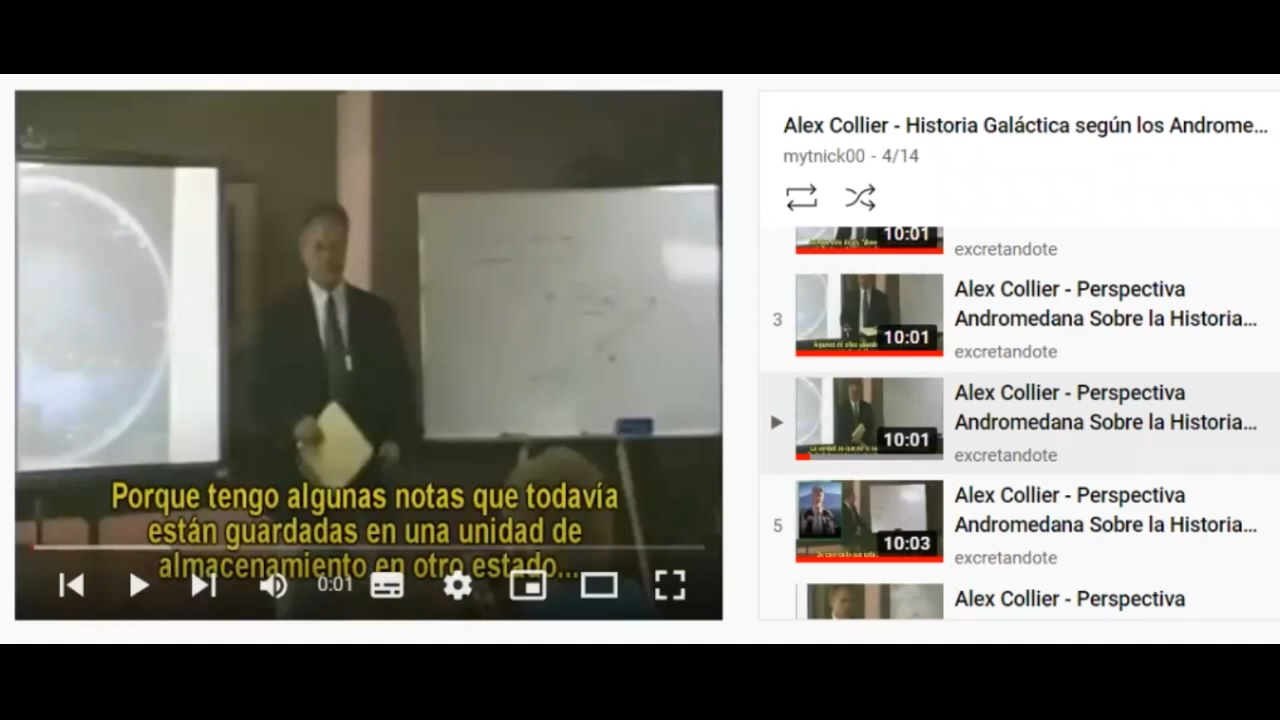 Porque tengo algunas notas que todavía
están guardadas en una unidad de
almacenamiento en otro estado...
0:01
Alex Collier - Historia Galáctica según los Androme...
mytnick00 - 4/14
10:01
excretandote
3
10:01
Alex Collier - Perspectiva
Andromedana Sobre la Historia...
excretandote
10:01
Alex Collier - Perspectiva
Andromedana Sobre la Historia...
excretandote
5
10:03
Alex Collier - Perspectiva
Andromedana Sobre la Historia...
excretandote
Alex Collier - Perspectiva